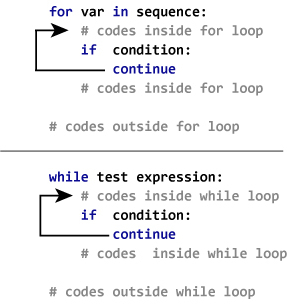 for var in sequence:
# codes inside for loop
if condition:
continue
# codes inside for loop
# codes outside for loop
while test expression:
# codes inside while loop
if condition:
continue
# codes inside while loop
# codes outside while loop